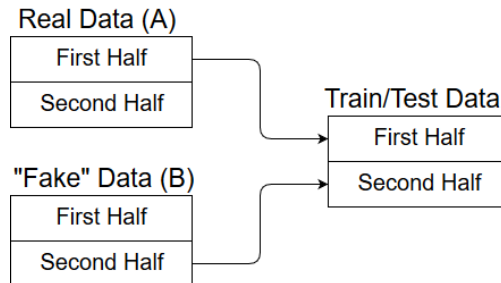 Real Data (A)
First Half
Second Half
Train/Test Data
First Half
Second Half
"Fake" Data (B)
First Half
Second Half